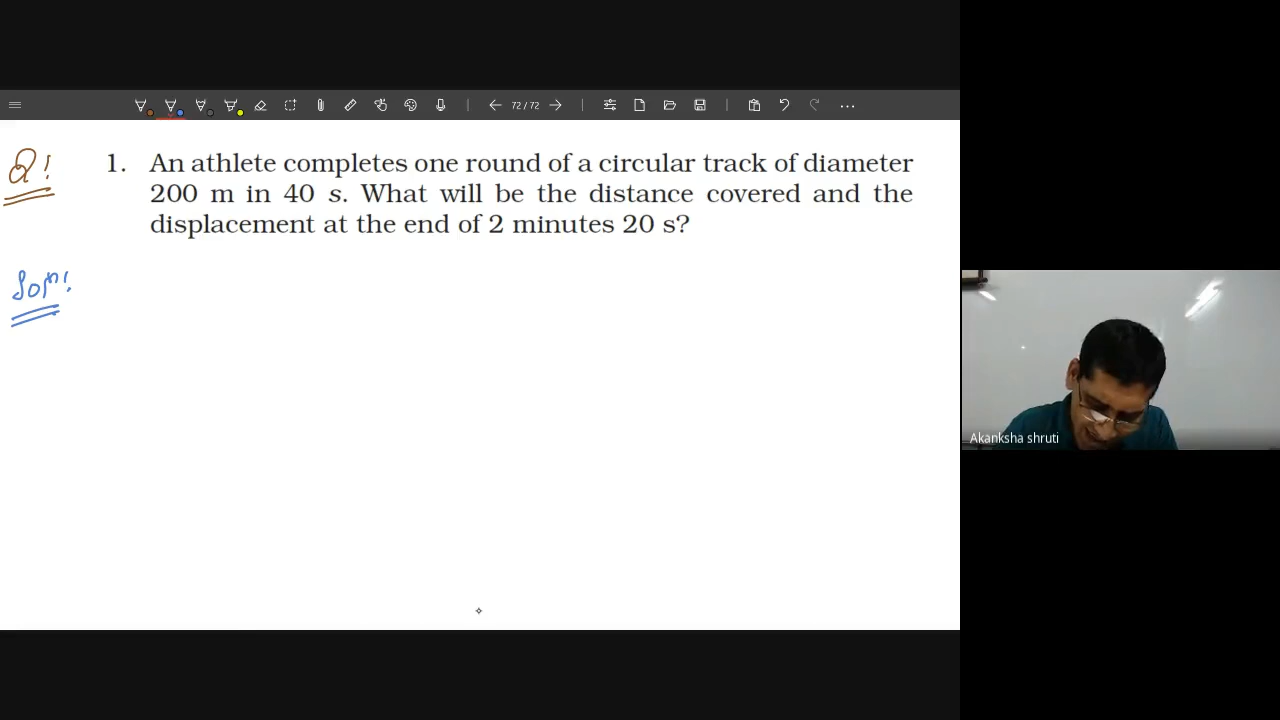 72/72
Q!
1. An athlete completes one round of a circular track of diameter
200 m in 40 s. What will be the distance covered and the
displacement at the end of 2 minutes 20 s?
Solⁿ!
Akanksha shruti